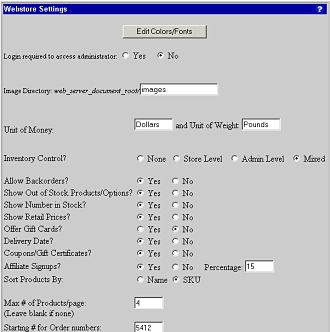 Webstore Settings ?
Edit Colors/Fonts
Login required to access administrator: Yes No
Image Directory: web_server_document_root/ images
Unit of Money: Dollars and Unit of Weight: Pounds
Inventory Control? None Store Level Admin Level Mixed
Allow Backorders? Yes No
Show Out of Stock Products/Options? Yes No
Show Number in Stock? Yes No
Show Retail Prices? Yes No
Offer Gift Cards? Yes No
Delivery Date? Yes No
Coupons/Gift Certificates? Yes No
Affiliate Signups? Yes No Percentage: 15
Sort Products By: Name SKU
Max # of Products/page: 4
(Leave blank if none)
Starting # for Order numbers: 5412